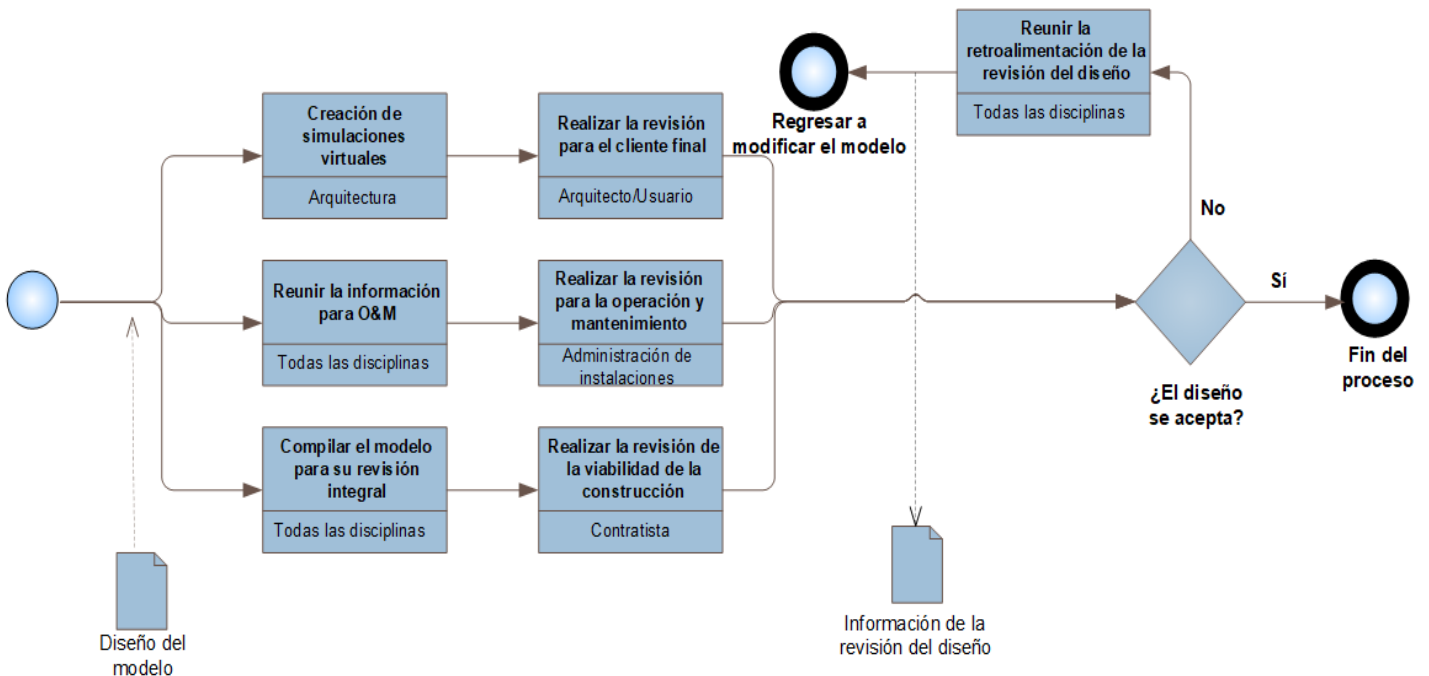 Creación de
simulaciones
virtuales
Arquitectura
Realizar la revisión
para el cliente final
Arquitecto/Usuario
Regresar a
modificar el modelo
Reunir la
retroalimentación de la
revisión del diseño
Todas las disciplinas
No
Reunir la información
para O&M
Todas las disciplinas
Realizar la revisión
para la operación y
mantenimiento
Administración de
instalaciones
Sí
Fin del
proceso
¿El diseño
se acepta?
Compilar el modelo
para su revisión
integral
Todas las disciplinas
Realizar la revisión de
la viabilidad de la
construcción
Contratista
Diseño del
modelo
Información de la
revisión del diseño